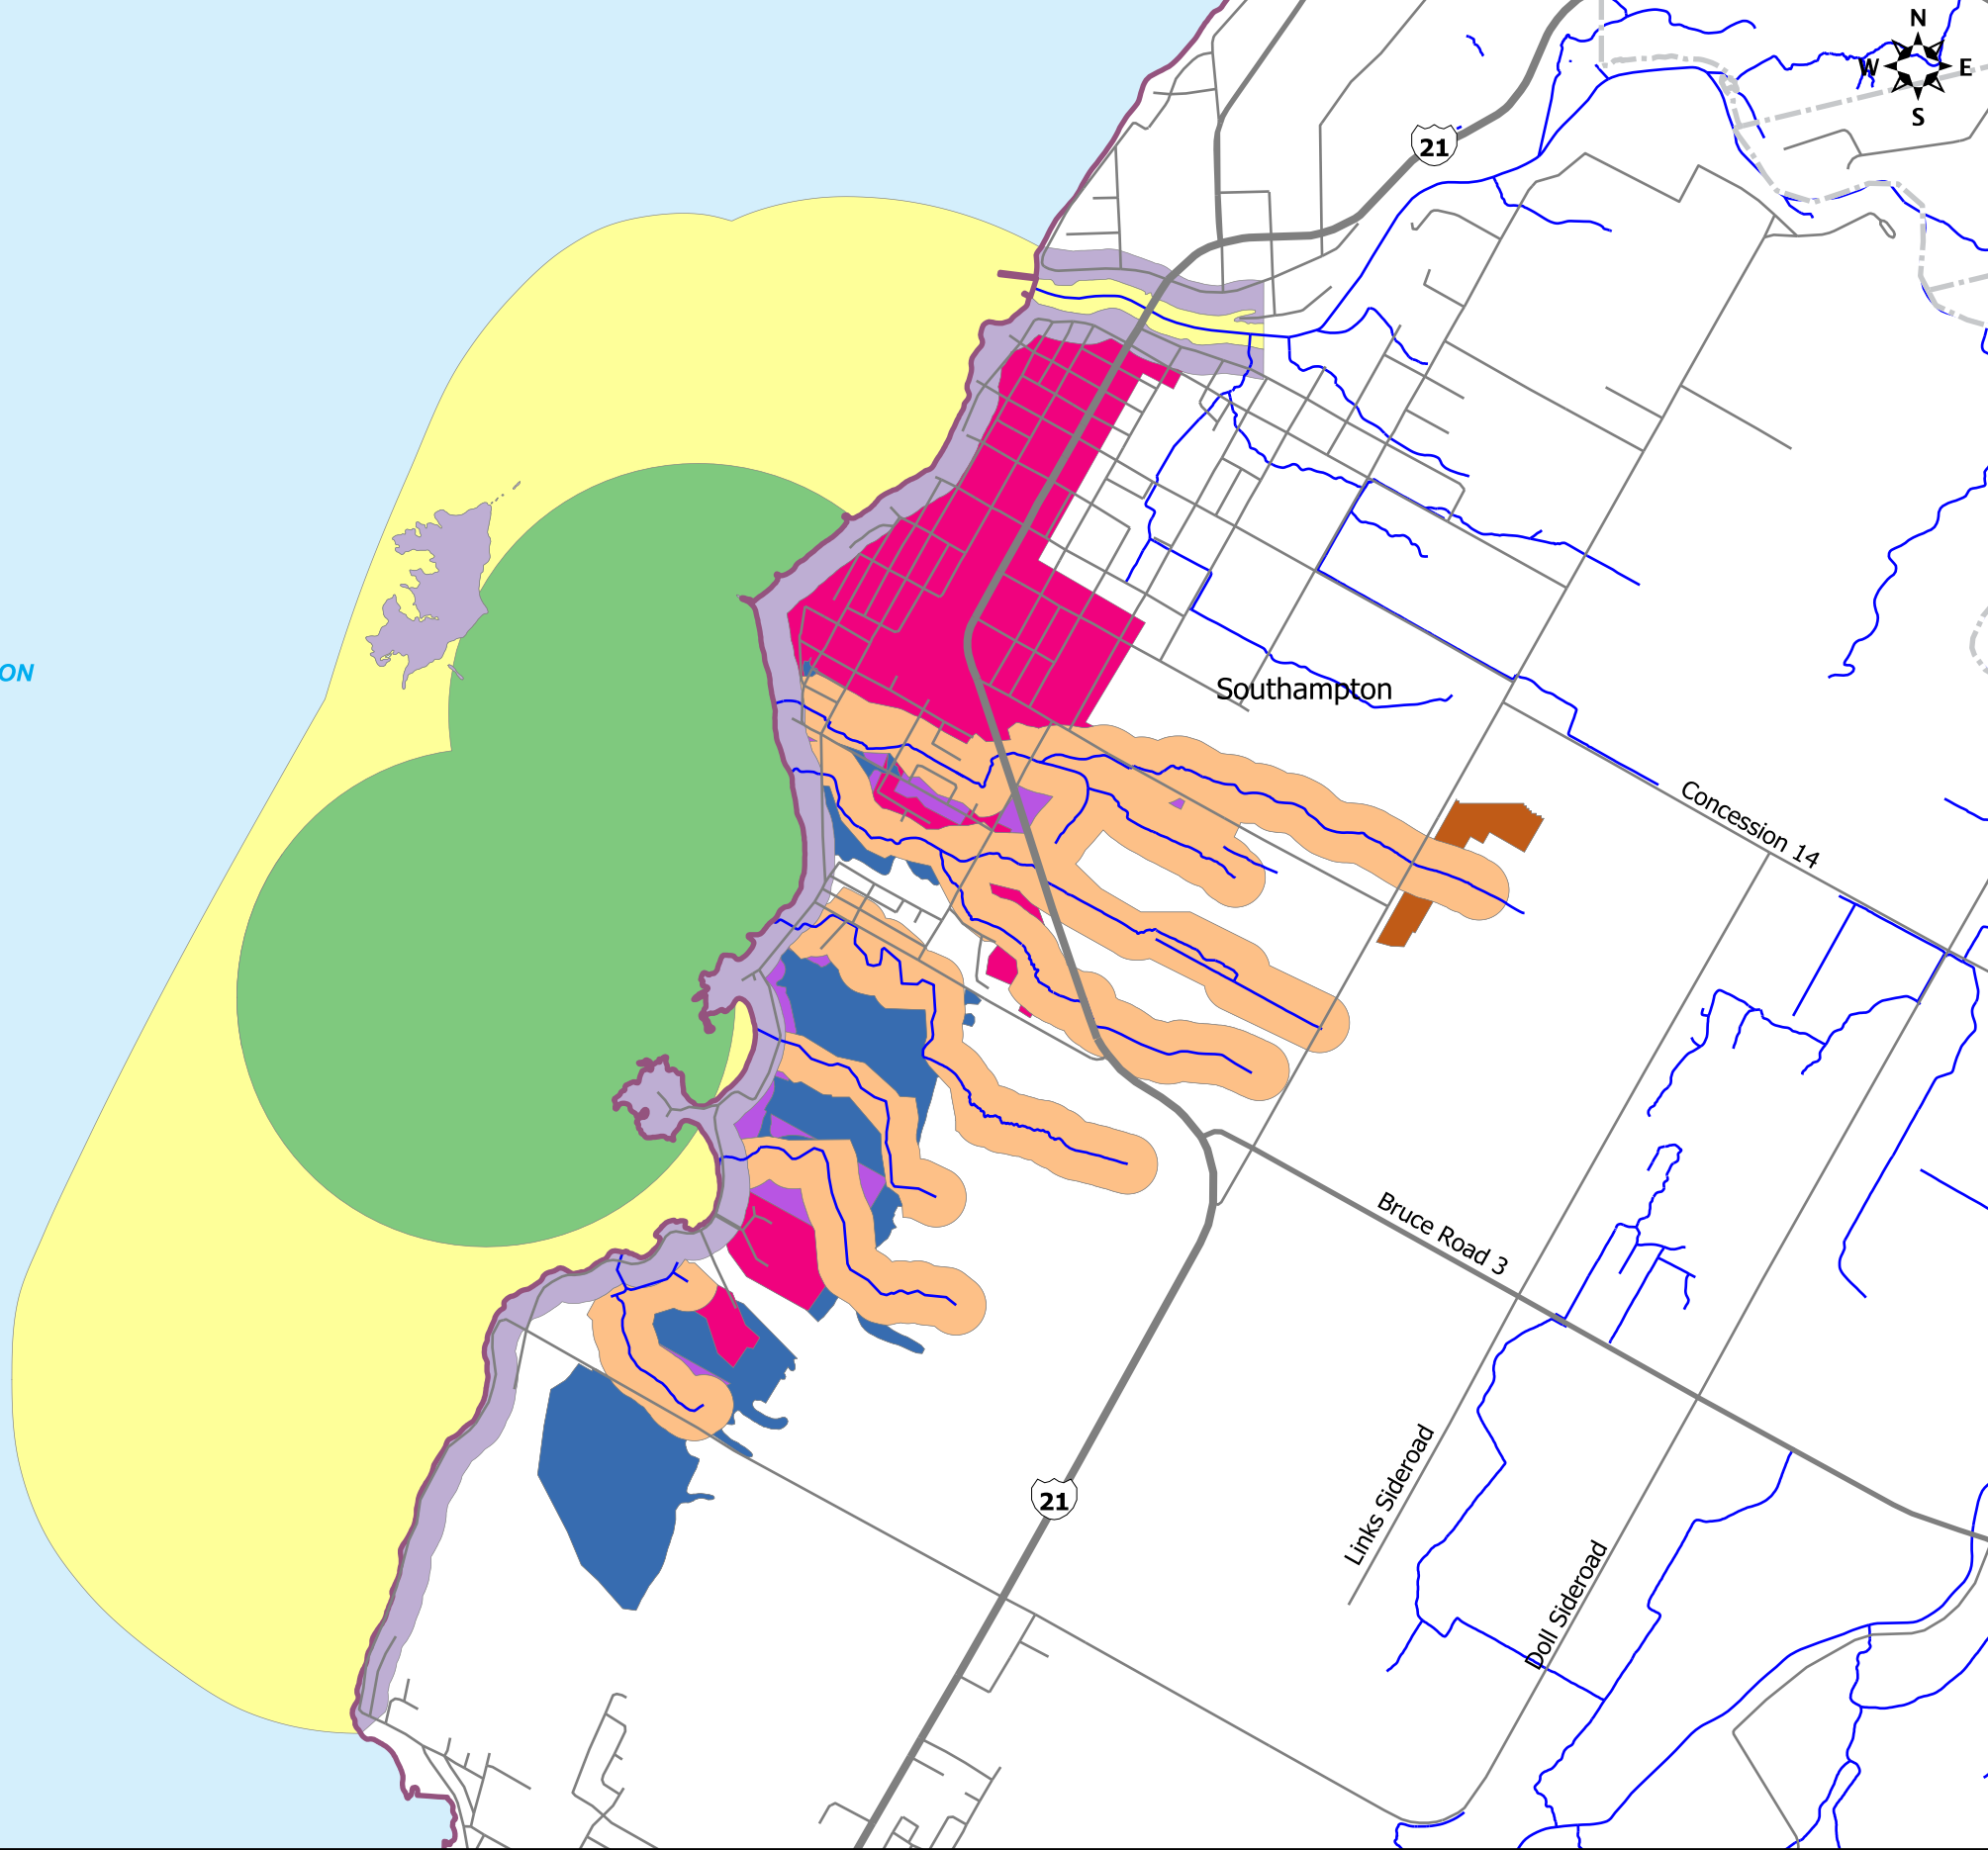 N
W E
S
21
ON
Southampton
Concession 14
Bruce Road 3
Links Sideroad
21
Doll Sideroad